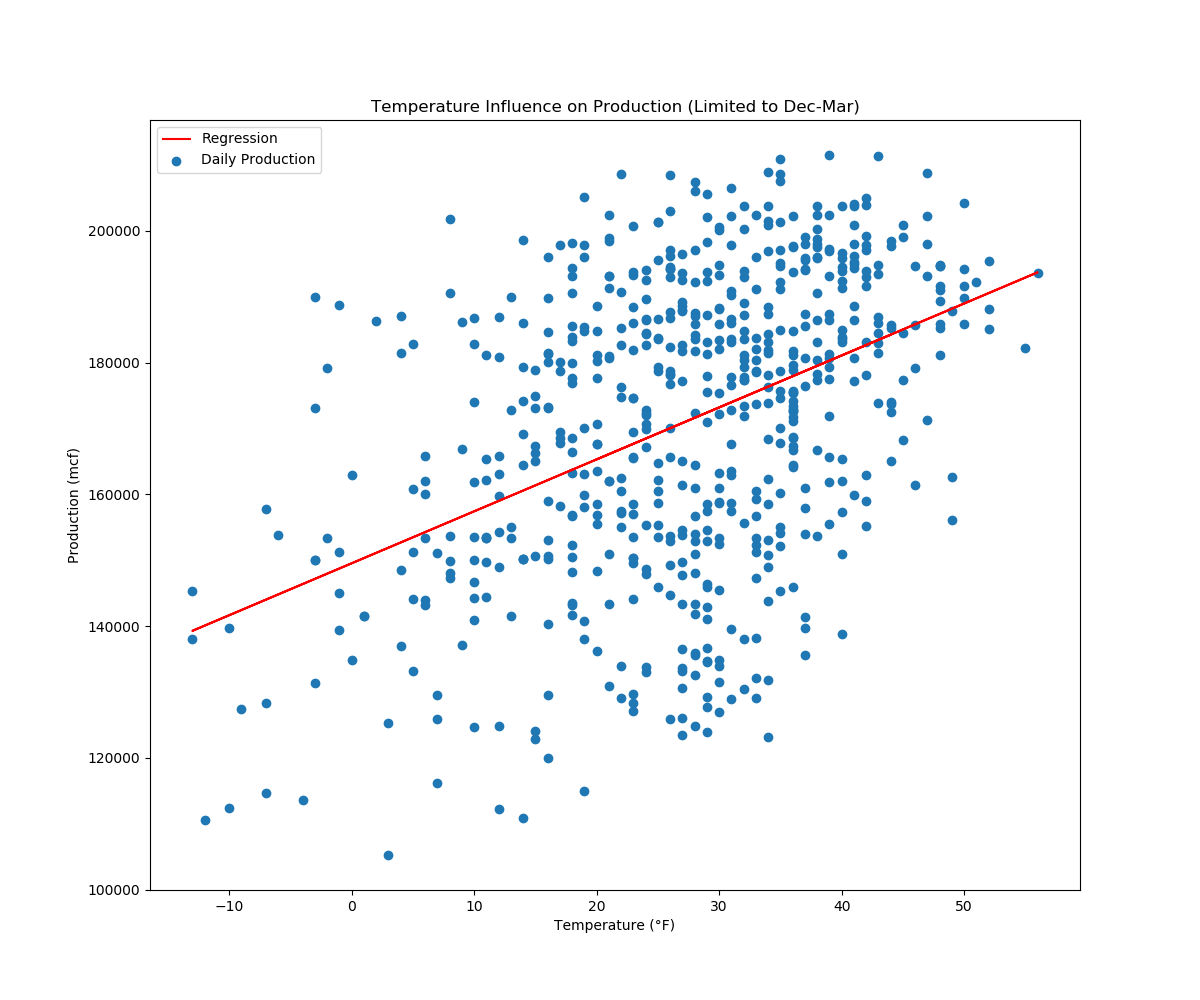 Temperature Influence on Production (Limited to Dec-Mar)
Regression
Daily Production
200000
180000
160000
140000
120000
100000
Production (mcf)
−10 0 10 20 30 40 50
Temperature (°F)